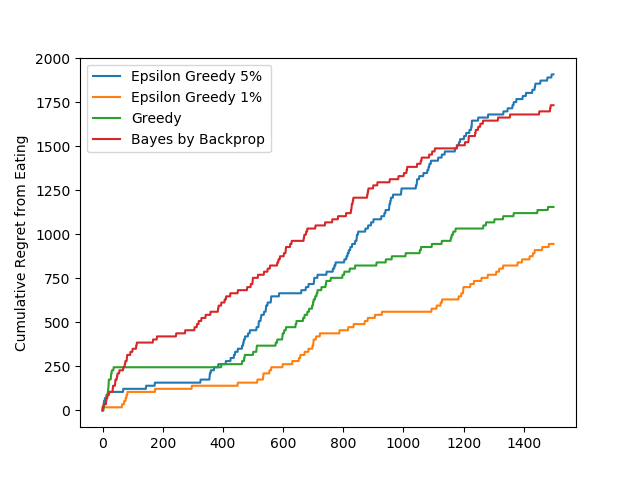 Epsilon Greedy 5%
Epsilon Greedy 1%
Greedy
Bayes by Backprop
Cumulative Regret from Eating
2000
1750
1500
1250
1000
750
500
250
0
0 200 400 600 800 1000 1200 1400